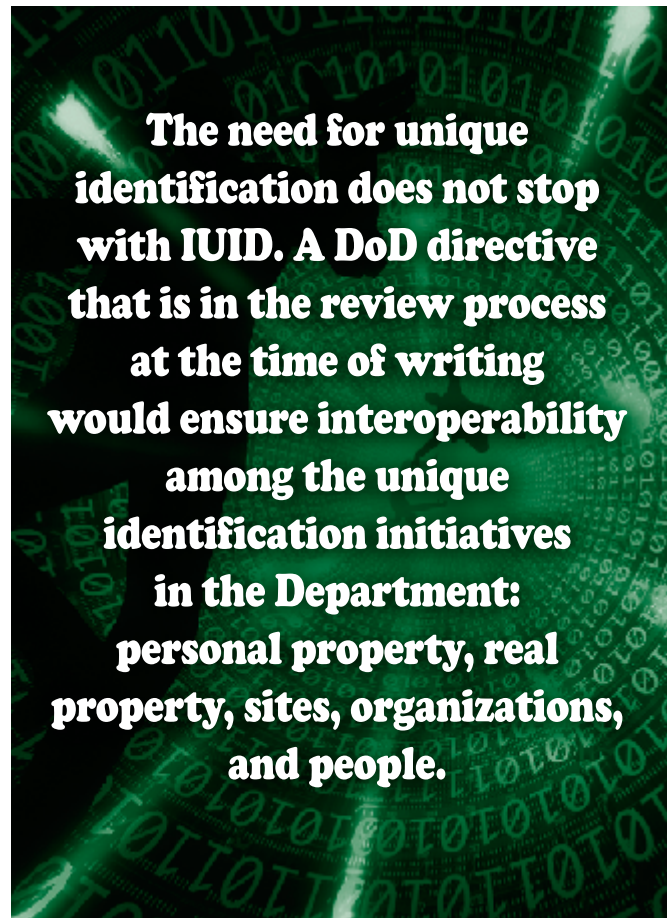 The need for unique
identification does not stop
with IUID. A DoD directive
that is in the review process
at the time of writing
would ensure interoperability
among the unique
identification initiatives
in the Department:
personal property, real
property, sites, organizations,
and people.